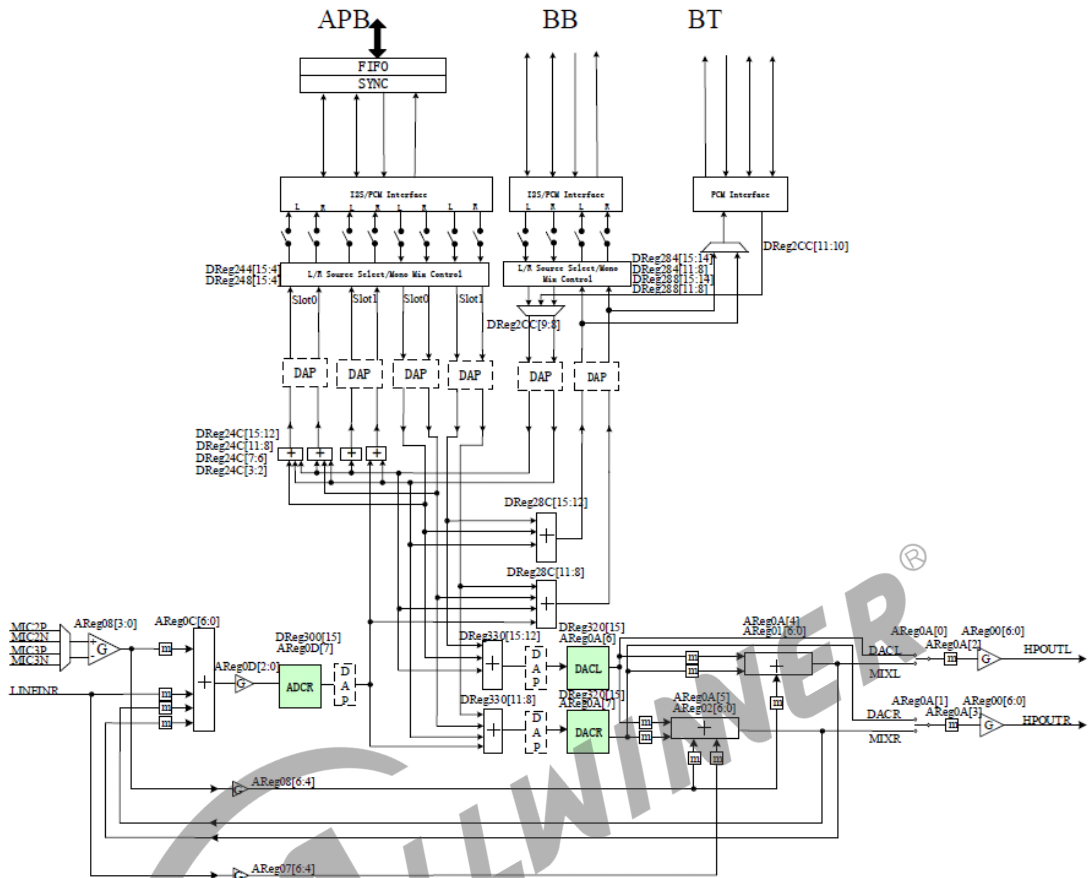 APB BB BT
FIFO
SYNC
I2S/PCM Interface
L R L R L R L R
I2S/PCM Interface
L R L R
PCM Interface
DReg2CC[11:10]
DReg244[15:4]
DReg248[15:4]
L/R Source Select/Mono Mix Control
L/R Source Select/Mono
Mix Control
DReg284[15:14]
DReg284[11:8]
DReg288[15:14]
DReg288[11:8]
Slot0 Slot1 Slot0 Slot1
DReg2CC[9:8]
DAP DAP DAP DAP DAP DAP
DReg24C[15:12]
DReg24C[11:8]
DReg24C[7:6]
DReg24C[3:2]
+ + + +
DReg28C[15:12]
+
DReg28C[11:8]
+
MIC2P
MIC2N
MIC3P
MIC3N
AReg08[3:0]
+
-
G
AReg0C[6:0]
m
+
LINEINR
m
m
m
AReg0D[2:0]
G
DReg300[15]
AReg0D[7]
ADCR
DAP
DReg330[15:12]
+
DAP
DReg320[15]
AReg0A[6]
DACL
DReg330[11:8]
+
DAP
DReg320[15]
AReg0A[7]
DACR
AReg0A[4]
AReg01[6:0]
m
m
+
m
AReg0A[5]
AReg02[6:0]
m
m
+
m m
AReg0A[0]
DACL
MIXL
AReg0A[2]
m
AReg00[6:0]
G
HPOUTL
AReg0A[1]
DACR
MIXR
AReg0A[3]
m
AReg00[6:0]
G
HPOUTR
G
AReg08[6:4]
G
AReg07[6:4]
ALLWINNER®